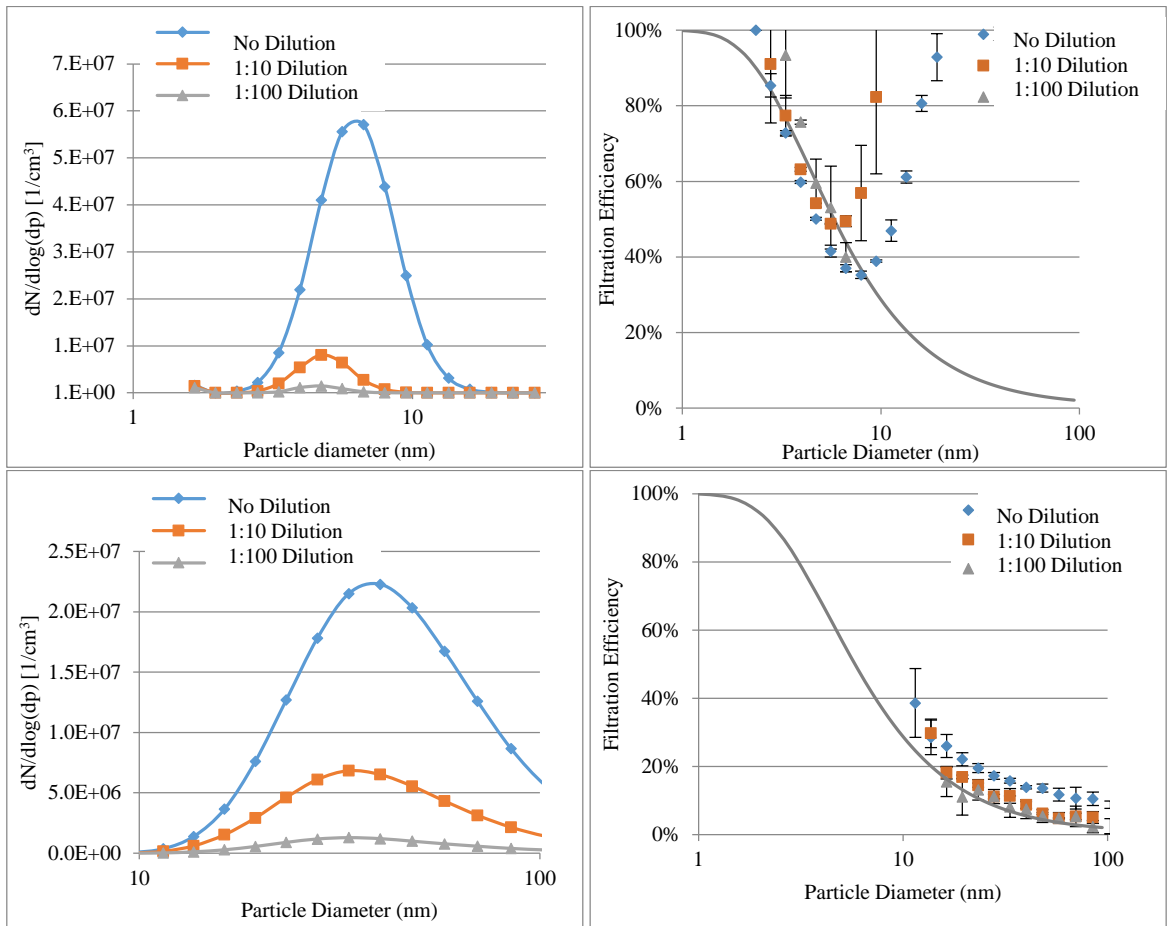 No Dilution
1:10 Dilution
1:100 Dilution
7.E+07
6.E+07
5.E+07
4.E+07
3.E+07
2.E+07
1.E+07
1.E+00
dN/dlog(dp) [1/cm³]
1
10
Particle diameter (nm)
No Dilution
1:10 Dilution
1:100 Dilution
100%
80%
60%
40%
20%
0%
Filtration Efficiency
1
10
100
Particle Diameter (nm)
No Dilution
1:10 Dilution
1:100 Dilution
2.5E+07
2.0E+07
1.5E+07
1.0E+07
5.0E+06
0.0E+00
dN/dlog(dp) [1/cm³]
10
100
Particle Diameter (nm)
No Dilution
1:10 Dilution
1:100 Dilution
100%
80%
60%
40%
20%
0%
Filtration Efficiency
1
10
100
Particle Diameter (nm)